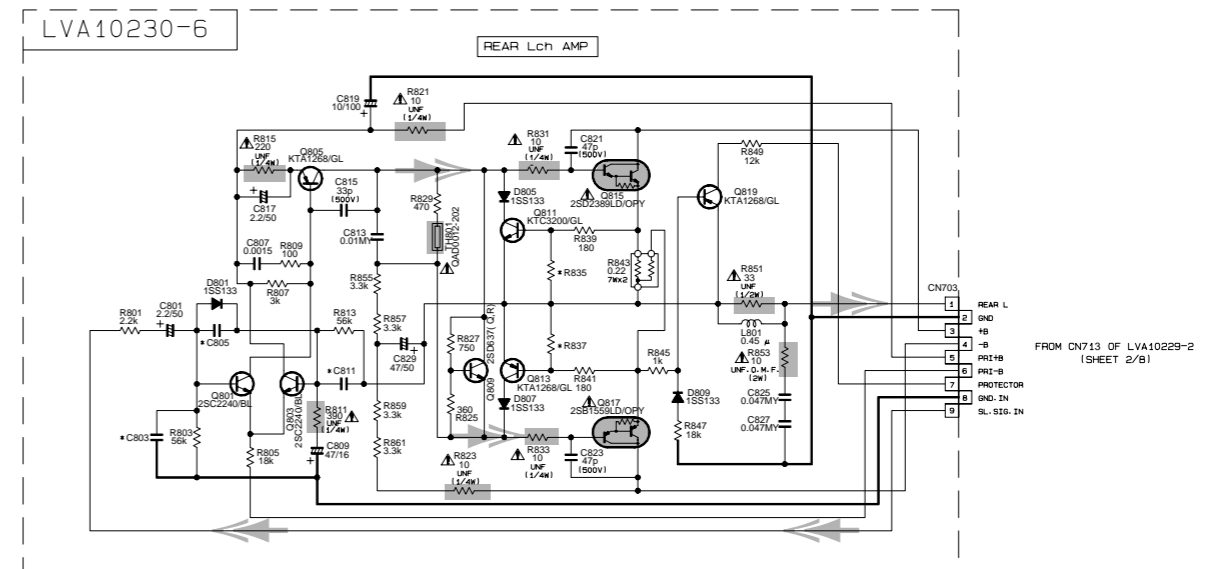 LVA10230-6
REAR Lch AMP
C819
10/100
+
R821
10
UNF
(1/4W)
R815
220
UNF
(1/4W)
Q805
KTA1268/GL
+
C817
2.2/50
C815
33p
(500V)
C813
0.01MY
R829
470
TH801
QAD0012-202
R831
10
UNF
(1/4W)
C821
47p
(500V)
D805
1SS133
Q811
KTC3200/GL
Q815
2SD2389LD/OPY
R839
180
*R835
R843
0.22
7W×2
Q819
KTA1268/GL
R849
12k
R851
33
UNF
(1/2W)
L801
0.45 μ
R853
10
UNF.O.M.F.
(2W)
C825
0.047MY
C827
0.047MY
C807
0.0015
R809
100
R807
3k
D801
1SS133
R801
2.2k
C801
2.2/50
+
*C805
R813
56k
*C811
Q801
2SC2240/BL
Q803
2SC2240/BL
R811
390
UNF
(1/4W)
C809
47/16
+
*C803
R803
56k
R805
18k
R855
3.3k
R857
3.3k
C829
47/50
+
R859
3.3k
R861
3.3k
R827
750
360
R825
Q809
2SD637(Q,R)
*R837
Q813
KTA1268/GL
R841
180
D807
1SS133
Q817
2SB1559LD/OPY
R823
10
UNF
(1/4W)
R833
10
UNF
(1/4W)
C823
47p
(500V)
R845
1k
D809
1SS133
R847
18k
CN703
1 REAR L
2 GND
3 +B
4 -B
5 PRI+B
6 PRI-B
7 PROTECTOR
8 GND.IN
9 SL.SIG.IN
FROM CN713 OF LVA10229-2
(SHEET 2/8)